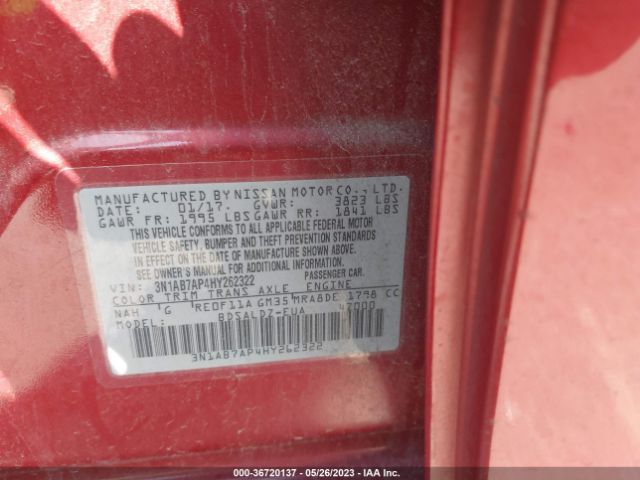 MANUFACTURED BY NISSAN MOTOR CO., LTD.
DATE: 01/17. GVWR: 3823 LBS
GAWR FR: 1995 LBS GAWR RR: 1841 LBS
THIS VEHICLE CONFORMS TO ALL APPLICABLE FEDERAL MOTOR
VEHICLE SAFETY, BUMPER AND THEFT PREVENTION STANDARDS
IN EFFECT ON THE DATE OF MANUFACTURE SHOWN ABOVE.
SEE OWNER'S MANUAL FOR ADDITIONAL INFORMATION.
VIN: 3N1AB7AP4HY262322 PASSENGER CAR.
COLOR TRIM TRANS AXLE ENGINE
NAH G RE0F11A GM35 MRA8DE 1798 CC
MODEL: BDSALDZ-EUA 47000
3N1AB7AP4HY262322
000-36720137 - 05/26/2023 - IAA Inc.